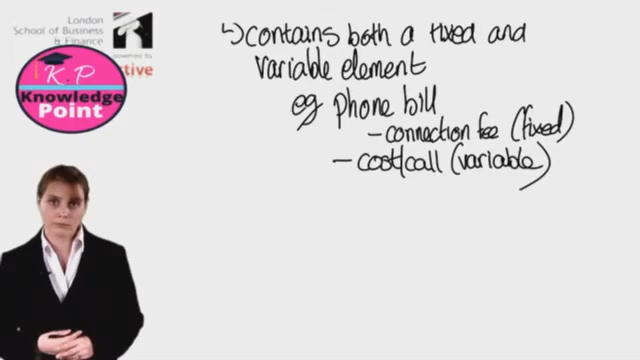 London
School of Business
& Finance
powered by
ctive
K.P
Knowledge
Point
↳ contains both a fixed and
variable element
eg phone bill
- connection fee (fixed)
- cost/call (variable)